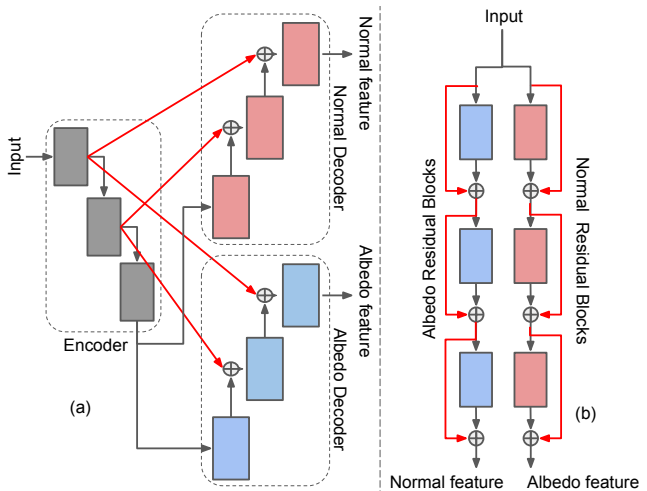 Input
Encoder
(a)
Normal feature
Normal Decoder
Albedo feature
Albedo Decoder
Input
Albedo Residual Blocks
Normal Residual Blocks
(b)
Normal feature
Albedo feature